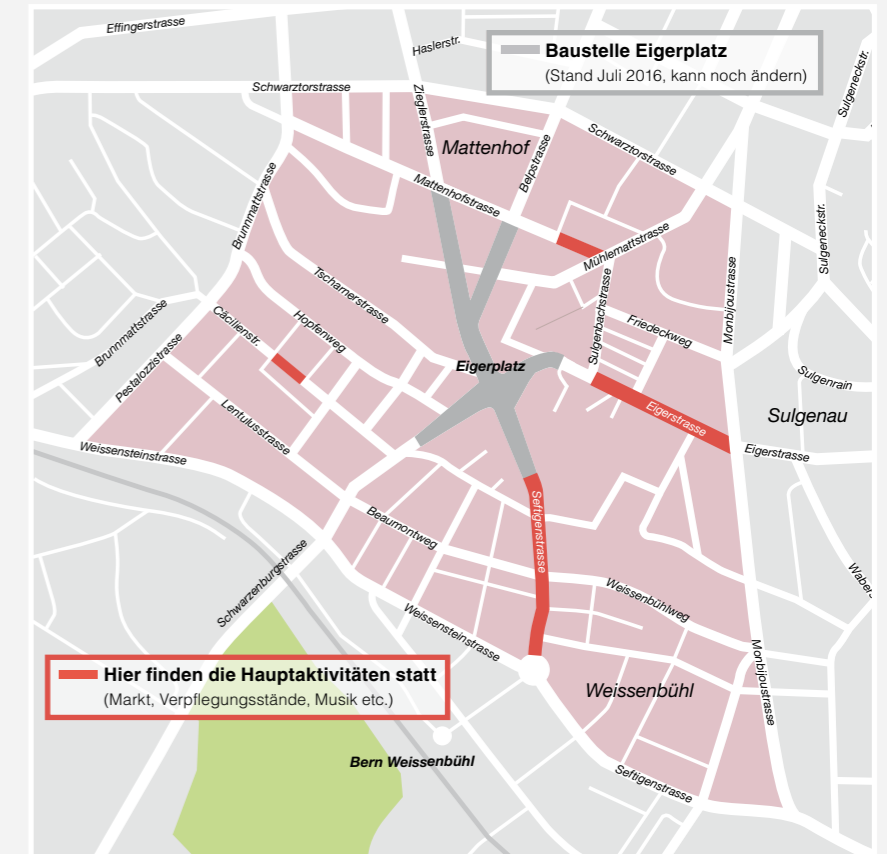 Effingerstrasse
Haslerstr.
Baustelle Eigerplatz
(Stand Juli 2016, kann noch ändern)
Sulgeneckstr.
Schwarztorstrasse
Zieglerstrasse
Mattenhof
Belpstrasse
Schwarztorstrasse
Mattenhofstrasse
Brunnmattstrasse
Mühlemattstrasse
Sulgeneckstr.
Monbijoustrasse
Tscharnerstrasse
Sulgenbachstrasse
Friedeckweg
Brunnmattstrasse
Cäcilienstr.
Hopfenweg
Pestalozzistrasse
Eigerplatz
Sulgenrain
Eigerstrasse
Sulgenau
Lentulusstrasse
Weissensteinstrasse
Eigerstrasse
Seftigenstrasse
Beaumontweg
Schwarzenburgstrasse
Weissenbühlweg
Wabers
Weissensteinstrasse
Monbijoustrasse
Hier finden die Hauptaktivitäten statt
(Markt, Verpflegungsstände, Musik etc.)
Weissenbühl
Bern Weissenbühl
Seftigenstrasse